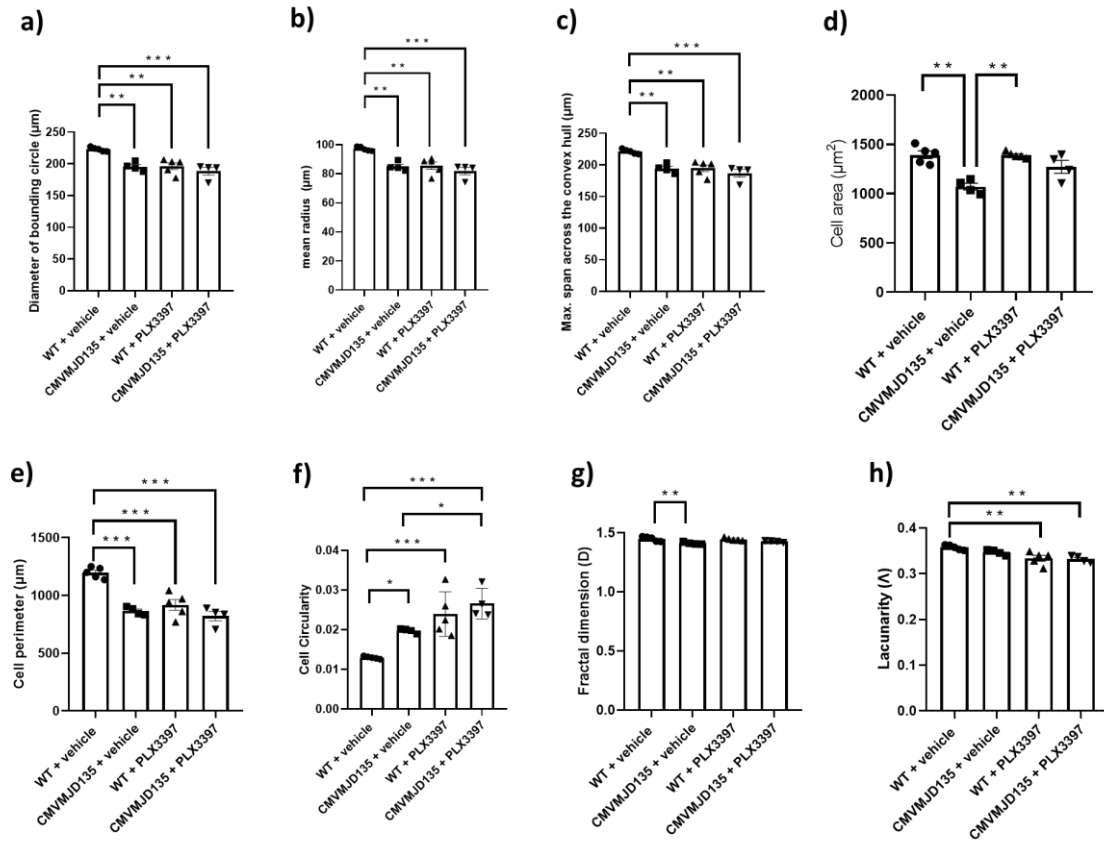 a)
* * *
* *
* *
Diameter of bounding circle (µm)
250
200
150
100
50
0
WT + vehicle
CMVMJD135 + vehicle
WT + PLX3397
CMVMJD135 + PLX3397
b)
* * *
* *
* *
mean radius (µm)
100
80
60
40
20
0
WT + vehicle
CMVMJD135 + vehicle
WT + PLX3397
CMVMJD135 + PLX3397
c)
* * *
* *
* *
Max. span across the convex hull (µm)
250
200
150
100
50
0
WT + vehicle
CMVMJD135 + vehicle
WT + PLX3397
CMVMJD135 + PLX3397
d)
* *
* *
Cell area (µm²)
2000
1500
1000
500
0
WT + vehicle
CMVMJD135 + vehicle
WT + PLX3397
CMVMJD135 + PLX3397
e)
* * *
* * *
* * *
Cell perimeter (µm)
1500
1000
500
0
WT + vehicle
CMVMJD135 + vehicle
WT + PLX3397
CMVMJD135 + PLX3397
f)
* * *
*
* * *
*
Cell Circularity
0.04
0.03
0.02
0.01
0.00
WT + vehicle
CMVMJD135 + vehicle
WT + PLX3397
CMVMJD135 + PLX3397
g)
* *
Fractal dimension (D)
1.5
1.0
0.5
0.0
WT + vehicle
CMVMJD135 + vehicle
WT + PLX3397
CMVMJD135 + PLX3397
h)
* *
* *
Lacunarity (Λ)
0.4
0.3
0.2
0.1
0.0
WT + vehicle
CMVMJD135 + vehicle
WT + PLX3397
CMVMJD135 + PLX3397